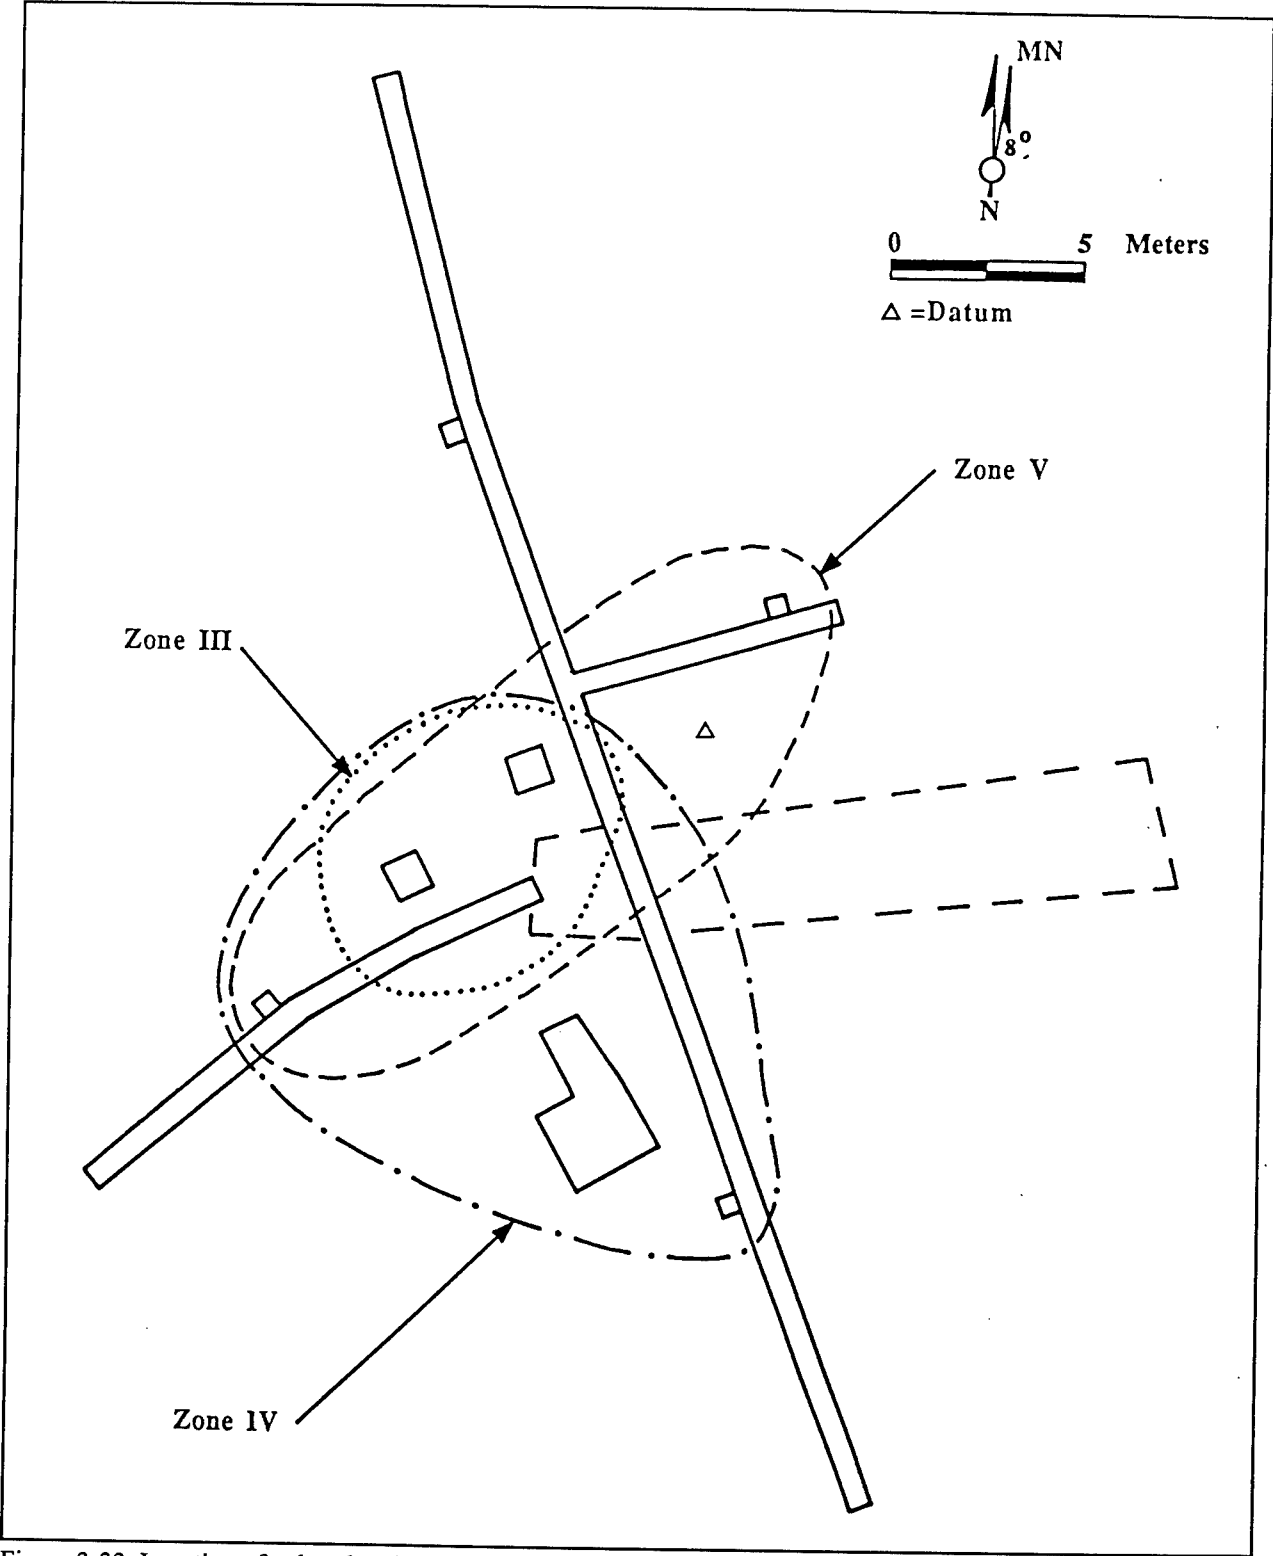 MN
8°
N
0 5 Meters
△ =Datum
Zone V
Zone III
Zone IV